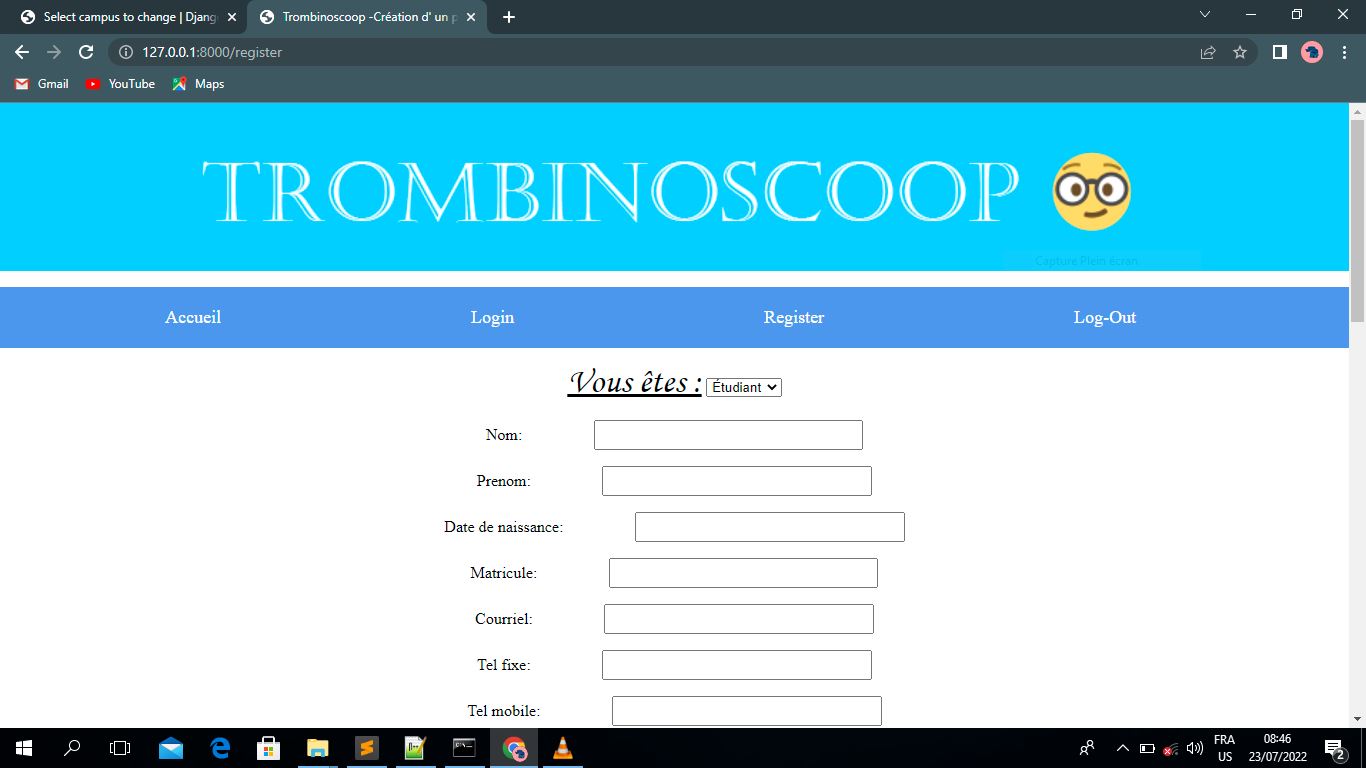 Select campus to change | Djang
Trombinoscoop -Création d' un p
127.0.0.1:8000/register
Gmail YouTube Maps
TROMBINOSCOOP
Capture Plein écran
Accueil Login Register Log-Out
Vous êtes : Étudiant
Nom:
Prenom:
Date de naissance:
Matricule:
Courriel:
Tel fixe:
Tel mobile:
FRA 08:46
US 23/07/2022 2